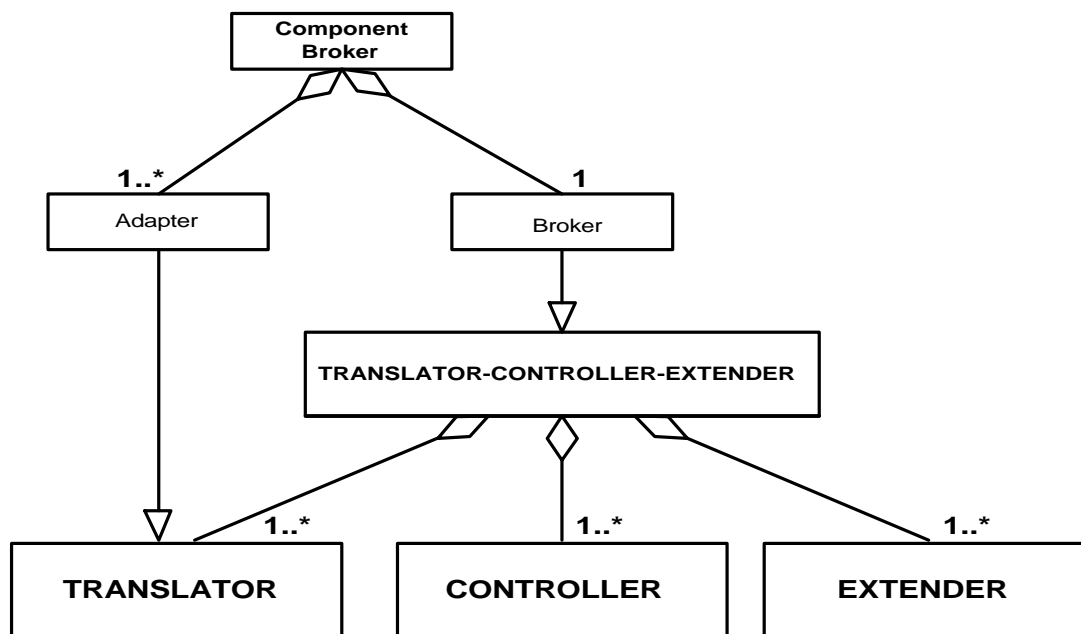 Component
Broker
1..*
1
Adapter
Broker
TRANSLATOR-CONTROLLER-EXTENDER
1..*
1..*
1..*
TRANSLATOR
CONTROLLER
EXTENDER